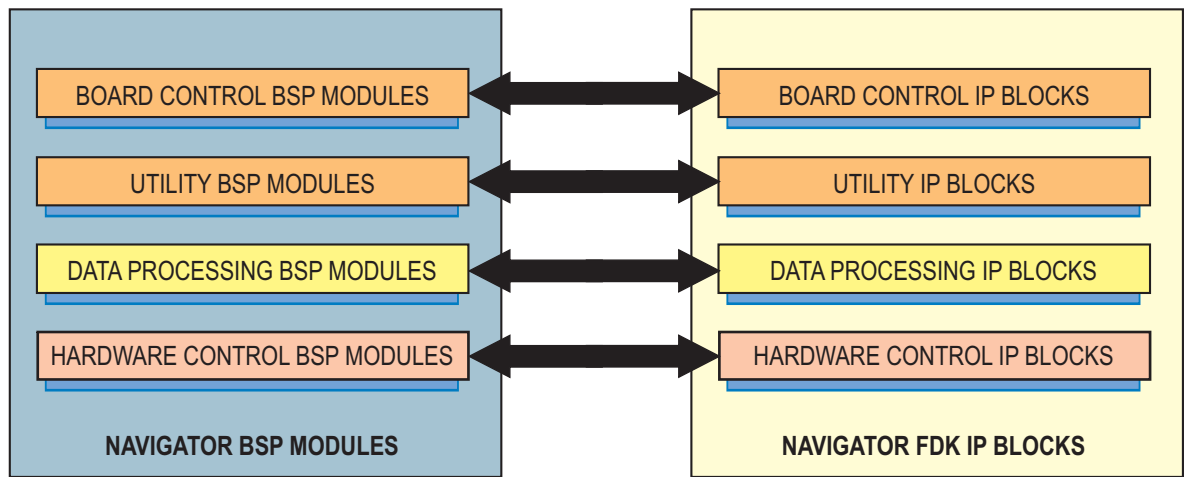 BOARD CONTROL BSP MODULES
UTILITY BSP MODULES
DATA PROCESSING BSP MODULES
HARDWARE CONTROL BSP MODULES
NAVIGATOR BSP MODULES
BOARD CONTROL IP BLOCKS
UTILITY IP BLOCKS
DATA PROCESSING IP BLOCKS
HARDWARE CONTROL IP BLOCKS
NAVIGATOR FDK IP BLOCKS